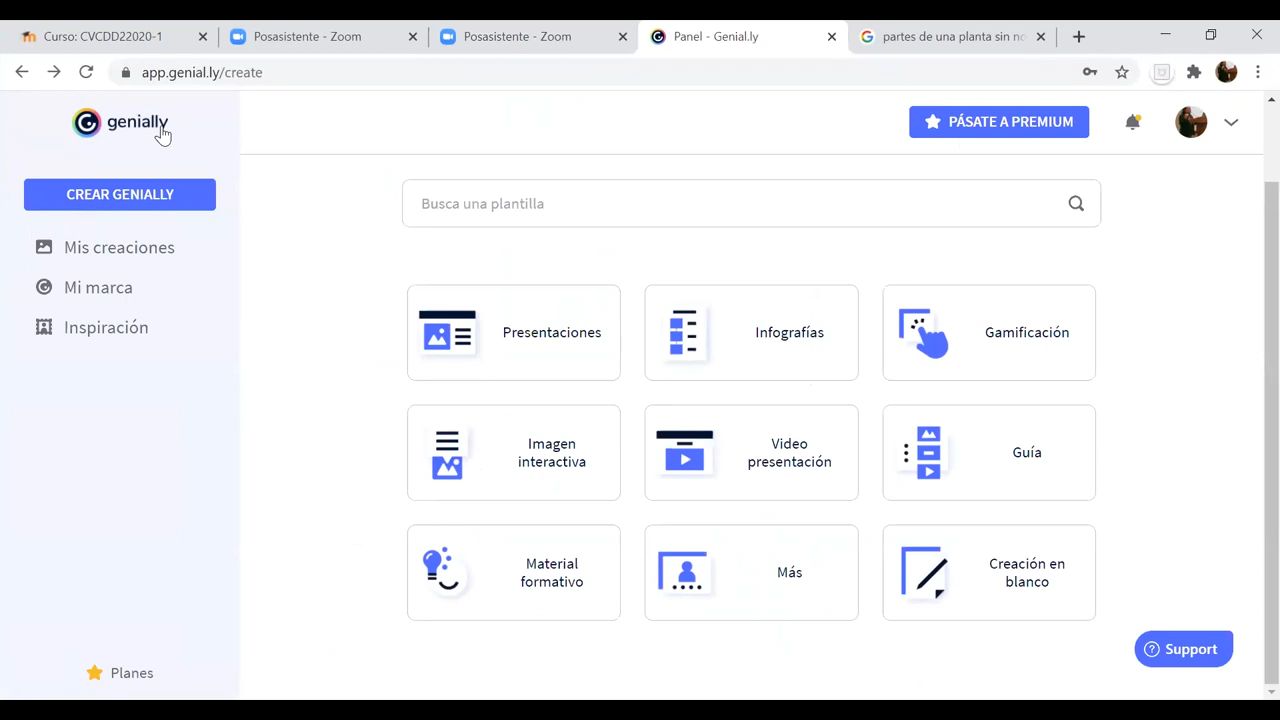 Curso: CVCDD22020-1
Posasistente - Zoom
Posasistente - Zoom
Panel - Genial.ly
partes de una planta sin no
app.genial.ly/create
genially
PÁSATE A PREMIUM
CREAR GENIALLY
Busca una plantilla
Mis creaciones
Mi marca
Inspiración
Presentaciones
Infografías
Gamificación
Imagen
interactiva
Video
presentación
Guía
Material
formativo
Más
Creación en
blanco
Support
Planes